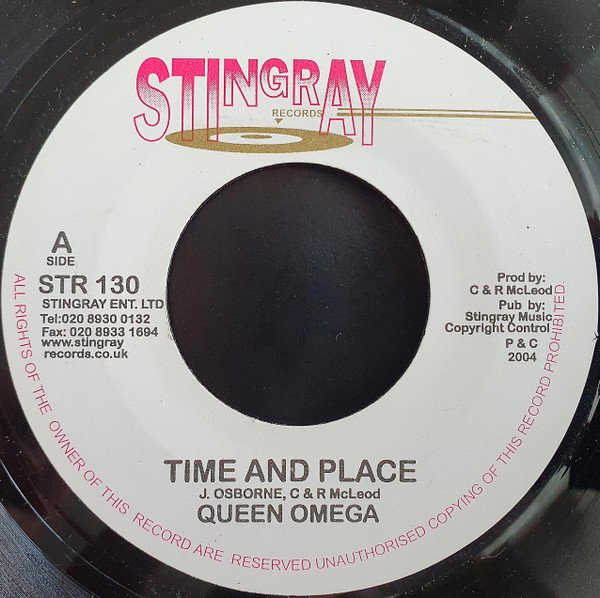 STINGRAY
RECORDS
A
SIDE
STR 130
STINGRAY ENT. LTD
Tel:020 8930 0132
Fax: 020 8933 1694
www.stingray
records.co.uk
Prod by:
C & R McLeod
Pub by:
Stingray Music
Copyright Control
P & C
2004
TIME AND PLACE
J. OSBORNE, C & R McLeod
QUEEN OMEGA
ALL RIGHTS OF THE OWNER OF THIS RECORD ARE RESERVED UNAUTHORISED COPYING OF THIS RECORD PROHIBITED.